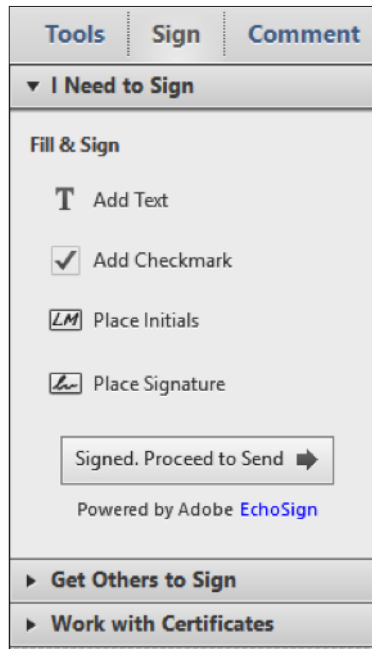 Tools Sign Comment
I Need to Sign
Fill & Sign
T Add Text
Add Checkmark
LM Place Initials
Place Signature
Signed. Proceed to Send
Powered by Adobe EchoSign
Get Others to Sign
Work with Certificates